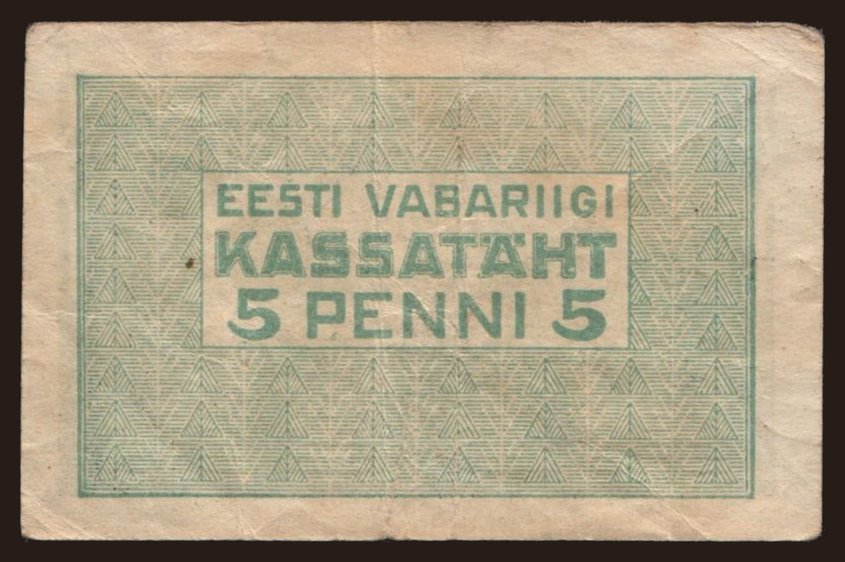 EESTI VABARIIGI
KASSATÄHT
5 PENNI 5